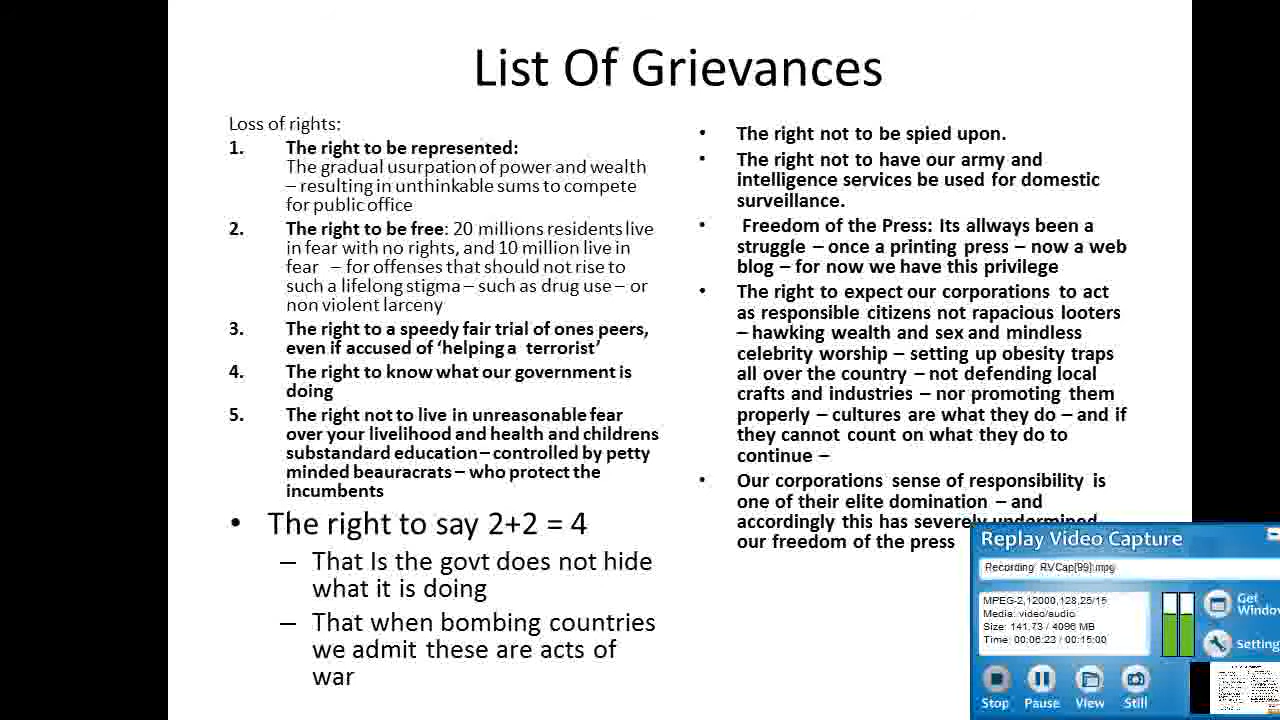 List Of Grievances
Loss of rights:
1. The right to be represented:
The gradual usurpation of power and wealth
– resulting in unthinkable sums to compete
for public office
2. The right to be free: 20 millions residents live
in fear with no rights, and 10 million live in
fear – for offenses that should not rise to
such a lifelong stigma – such as drug use – or
non violent larceny
3. The right to a speedy fair trial of ones peers,
even if accused of ‘helping a terrorist’
4. The right to know what our government is
doing
5. The right not to live in unreasonable fear
over your livelihood and health and childrens
substandard education – controlled by petty
minded beauracrats – who protect the
incumbents
• The right to say 2+2 = 4
– That Is the govt does not hide
what it is doing
– That when bombing countries
we admit these are acts of
war
• The right not to be spied upon.
• The right not to have our army and
intelligence services be used for domestic
surveillance.
• Freedom of the Press: Its allways been a
struggle – once a printing press – now a web
blog – for now we have this privilege
• The right to expect our corporations to act
as responsible citizens not rapacious looters
– hawking wealth and sex and mindless
celebrity worship – setting up obesity traps
all over the country – not defending local
crafts and industries – nor promoting them
properly – cultures are what they do – and if
they cannot count on what they do to
continue –
• Our corporations sense of responsibility is
one of their elite domination – and
accordingly this has severely undermined
our freedom of the press
Replay Video Capture
Recording RVCap(99).mpg
MPEG-2,12000,128,25/15
Media: video/audio
Size: 141.73 / 4096 MB
Time: 00:06:23 / 00:15:00
Get
Windo
Setting
Stop Pause View Still